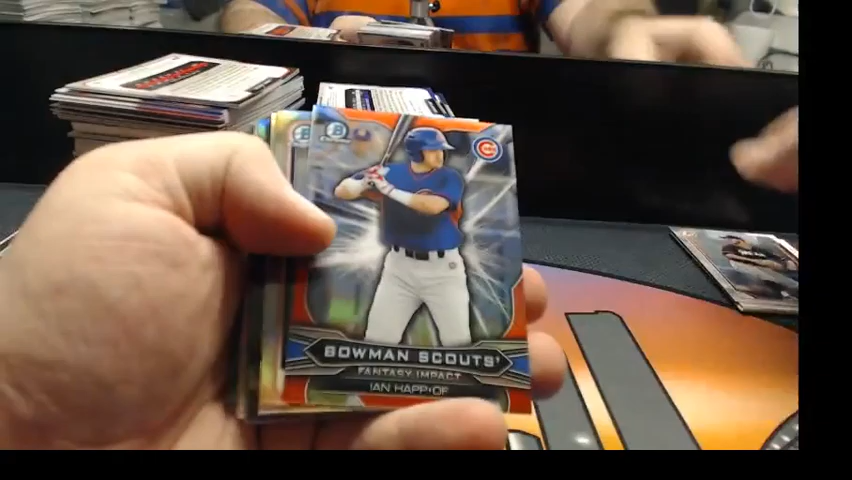 BOWMAN SCOUTS'
FANTASY IMPACT
IAN HAPP•OF